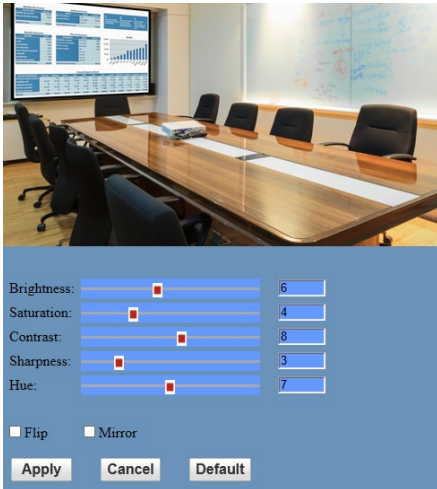 Brightness: 6
Saturation: 4
Contrast: 8
Sharpness: 3
Hue: 7
Flip Mirror
Apply Cancel Default